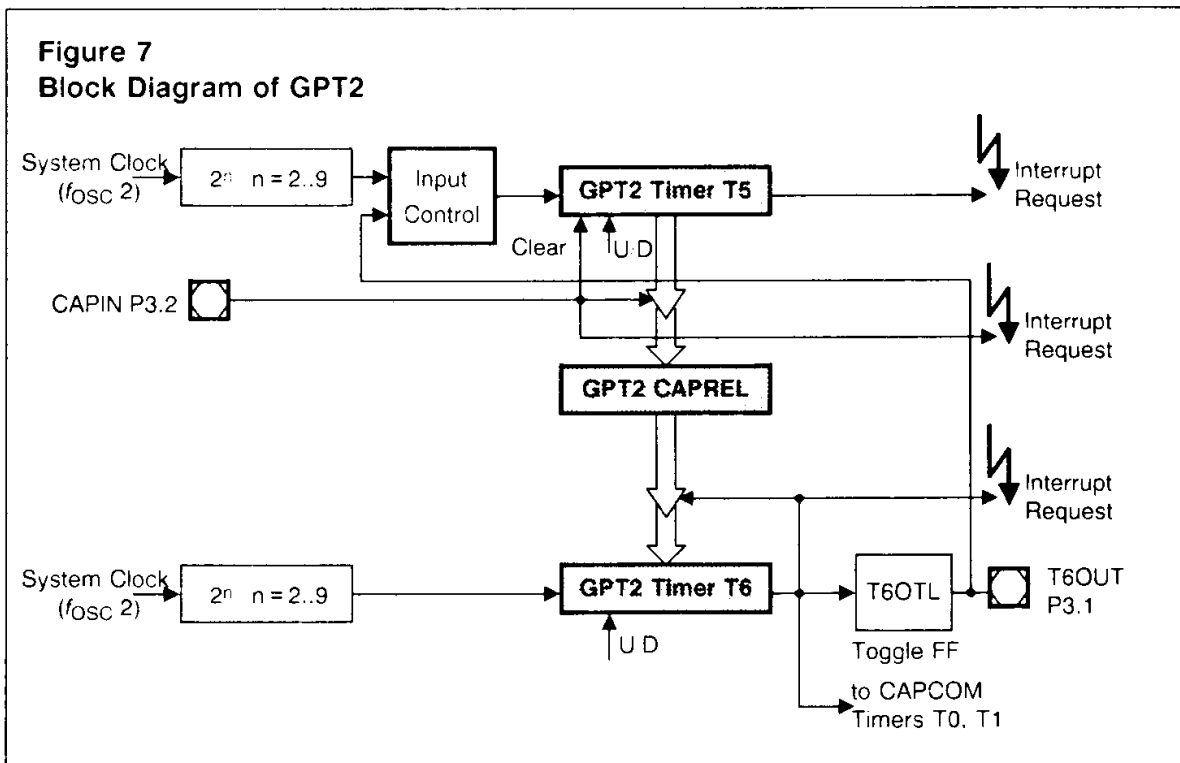 Figure 7
Block Diagram of GPT2
System Clock
(fOSC 2)
2ⁿ n = 2..9
Input
Control
GPT2 Timer T5
Interrupt
Request
Clear
U D
CAPIN P3.2
Interrupt
Request
GPT2 CAPREL
Interrupt
Request
System Clock
(fOSC 2)
2ⁿ n = 2..9
GPT2 Timer T6
T6OTL
T6OUT
P3.1
U D
Toggle FF
to CAPCOM
Timers T0, T1